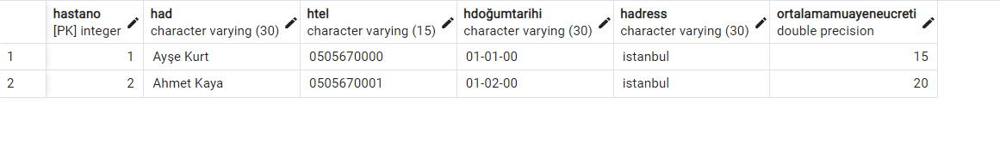 hastano had htel hdoğumtarihi hadress ortalamamuayeneucreti
[PK] integer character varying (30) character varying (15) character varying (30) character varying (30) double precision
1 1 Ayşe Kurt 0505670000 01-01-00 istanbul 15
2 2 Ahmet Kaya 0505670001 01-02-00 istanbul 20